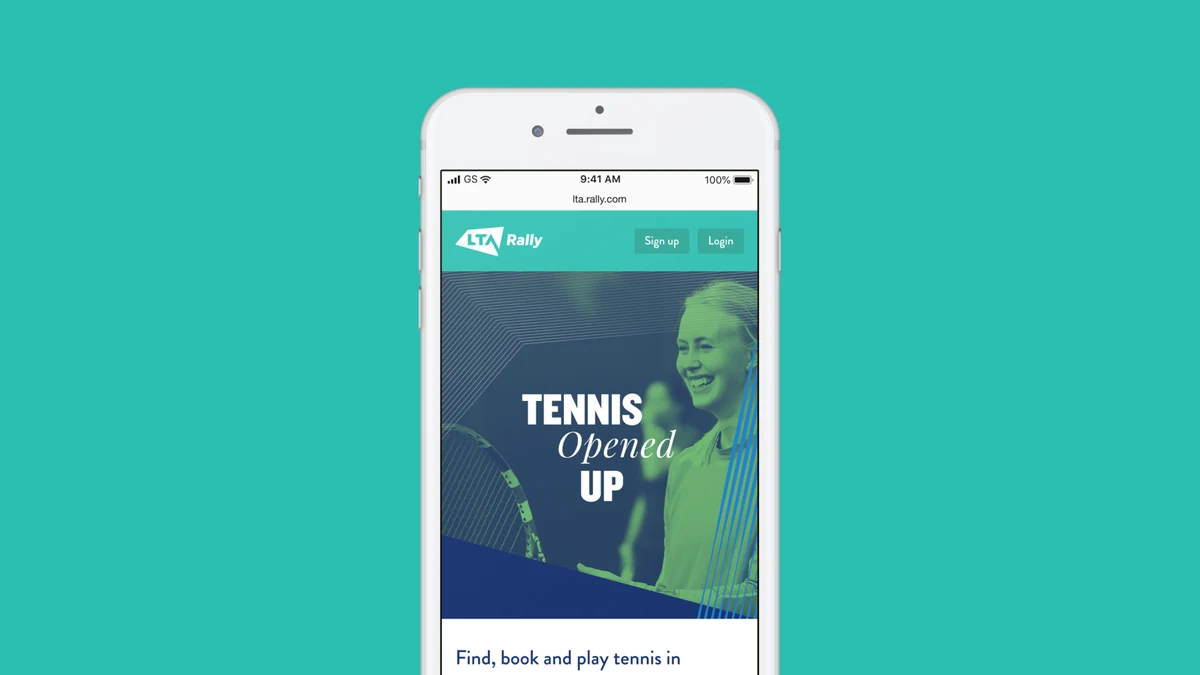 GS 9:41 AM 100%
lta.rally.com
LTA Rally Sign up Login
TENNIS
Opened
UP
Find, book and play tennis in